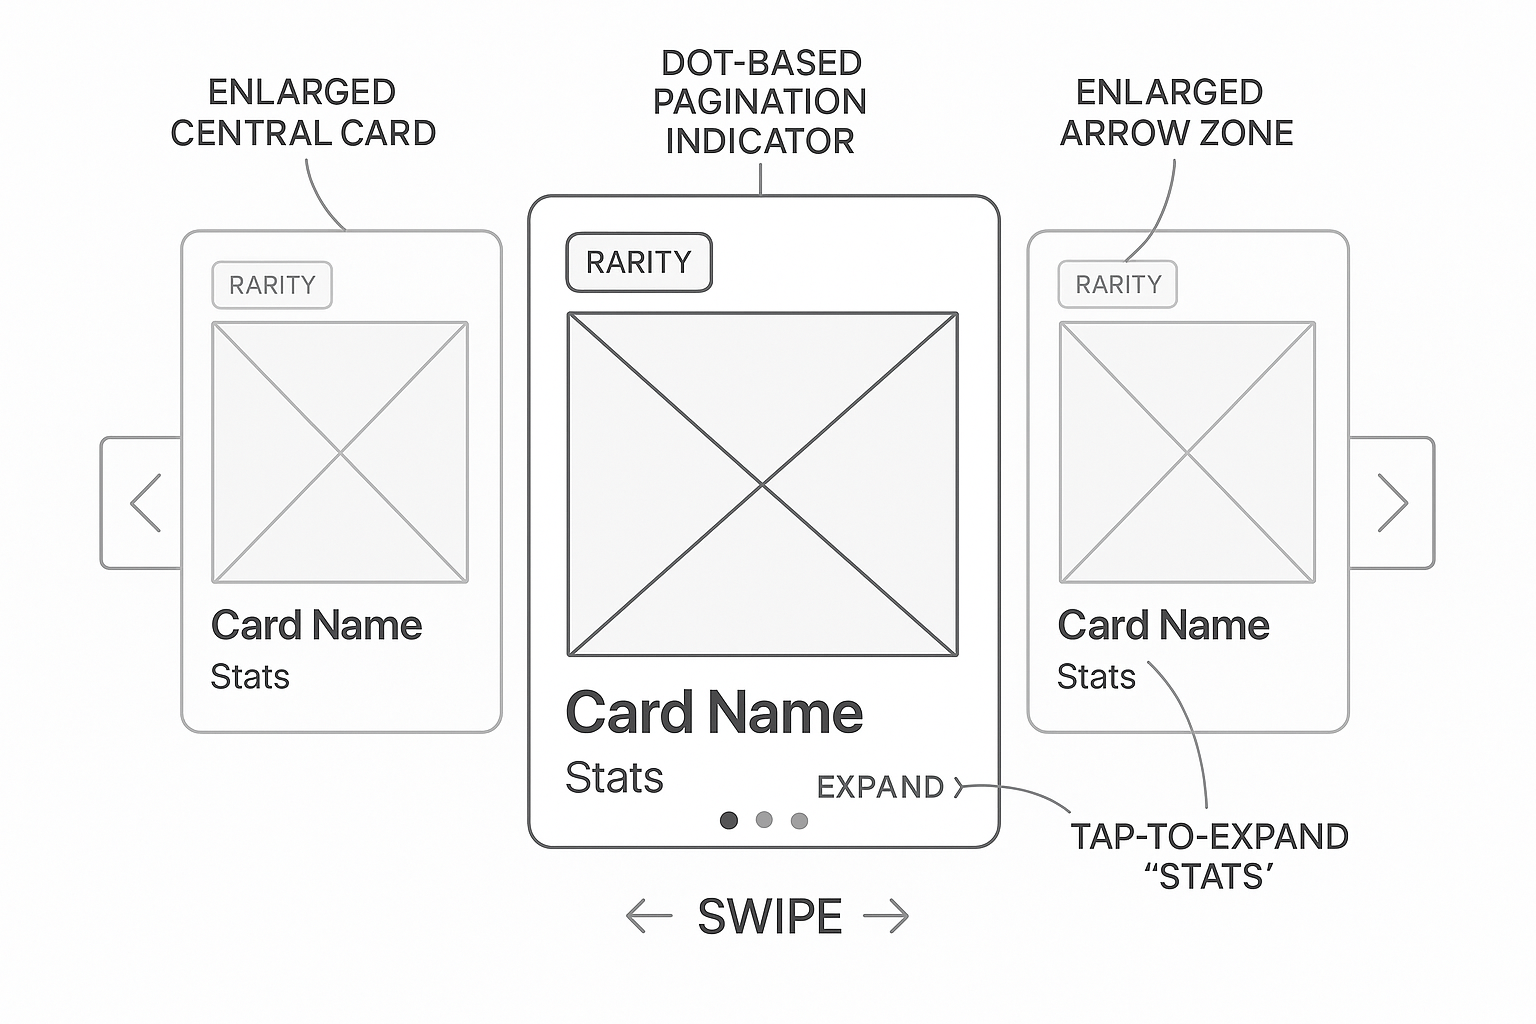 ENLARGED
CENTRAL CARD
DOT-BASED
PAGINATION
INDICATOR
ENLARGED
ARROW ZONE
RARITY
Card Name
Stats
RARITY
Card Name
Stats
EXPAND
RARITY
Card Name
Stats
TAP-TO-EXPAND
“STATS’
SWIPE